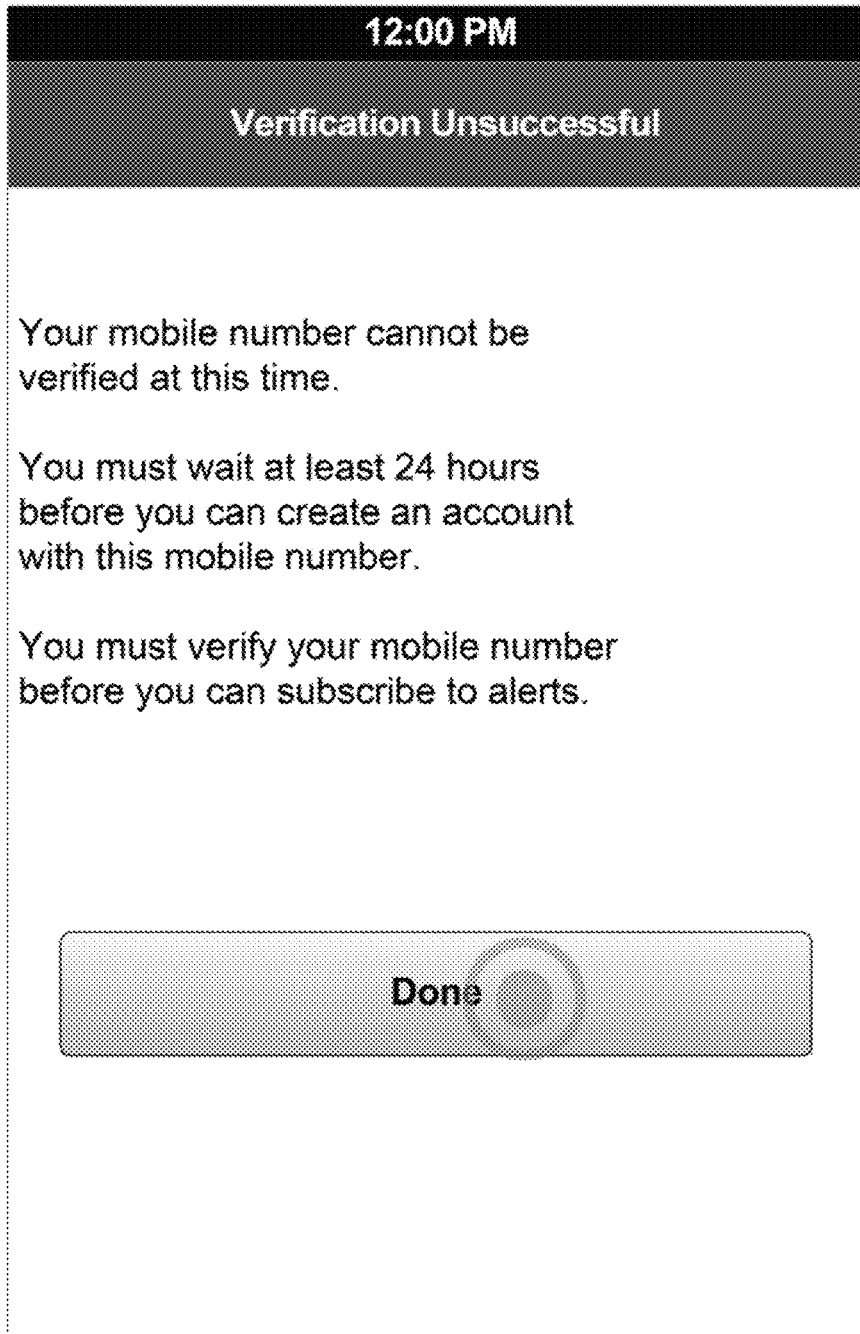 12:00 PM
Verification Unsuccessful
Your mobile number cannot be
verified at this time.
You must wait at least 24 hours
before you can create an account
with this mobile number.
You must verify your mobile number
before you can subscribe to alerts.
Done